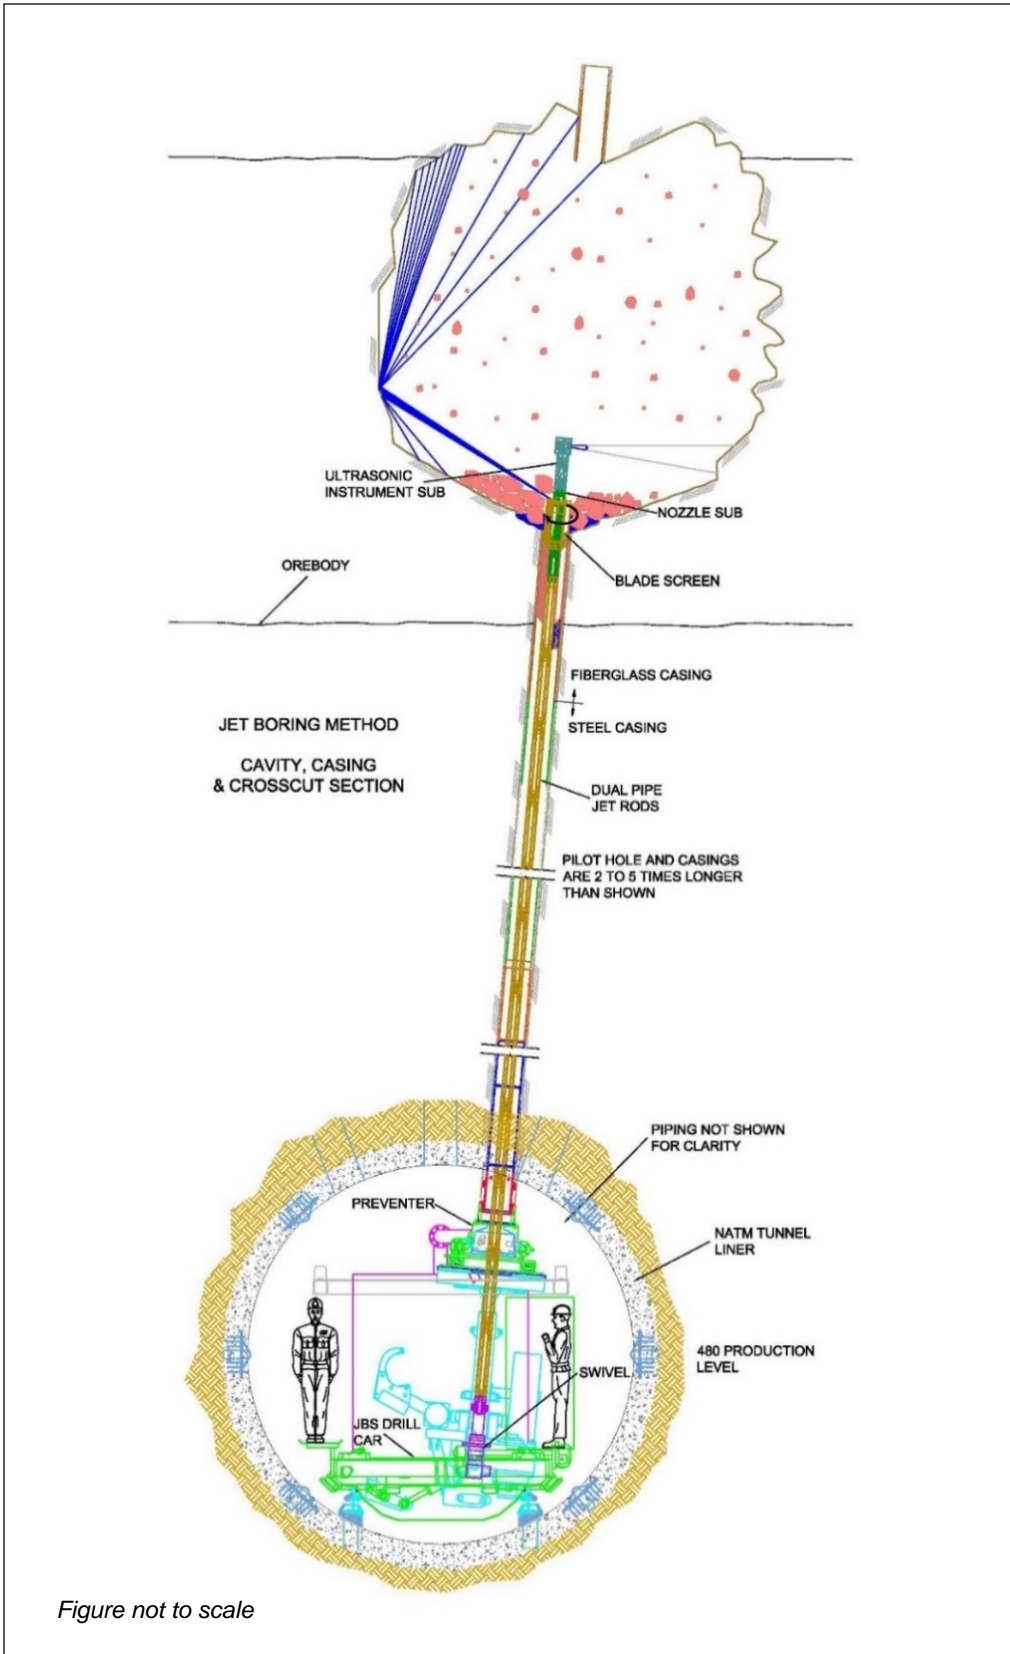 ULTRASONIC
INSTRUMENT SUB
NOZZLE SUB
BLADE SCREEN
OREBODY
FIBERGLASS CASING
STEEL CASING
JET BORING METHOD
CAVITY, CASING
& CROSSCUT SECTION
DUAL PIPE
JET RODS
PILOT HOLE AND CASINGS
ARE 2 TO 5 TIMES LONGER
THAN SHOWN
PIPING NOT SHOWN
FOR CLARITY
PREVENTER
NATM TUNNEL
LINER
480 PRODUCTION
LEVEL
SWIVEL
JBS DRILL
CAR
Figure not to scale